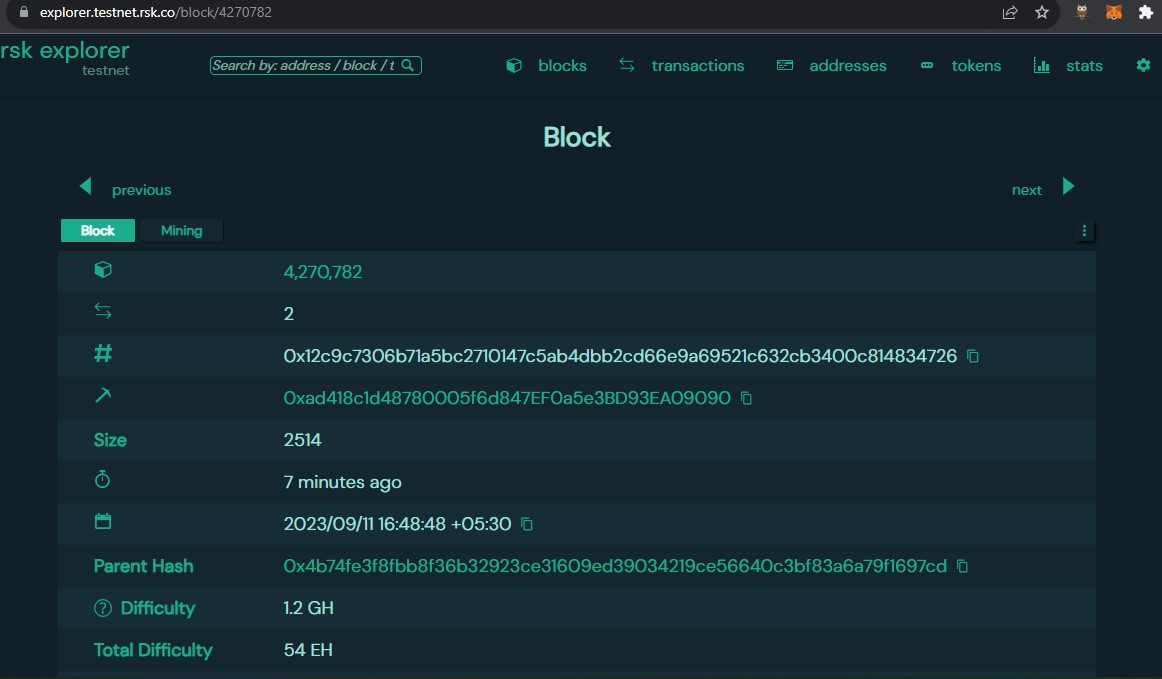 explorer.testnet.rsk.co/block/4270782
rsk explorer
testnet
Search by: address / block / t
blocks
transactions
addresses
tokens
stats
Block
previous
next
Block
Mining
4,270,782
2
0x12c9c7306b71a5bc2710147c5ab4dbb2cd66e9a69521c632cb3400c814834726
0xad418c1d48780005f6d847EF0a5e3BD93EA09090
Size 2514
7 minutes ago
2023/09/11 16:48:48 +05:30
Parent Hash 0x4b74fe3f8fbb8f36b32923ce31609ed39034219ce56640c3bf83a6a79f1697cd
Difficulty 1.2 GH
Total Difficulty 54 EH